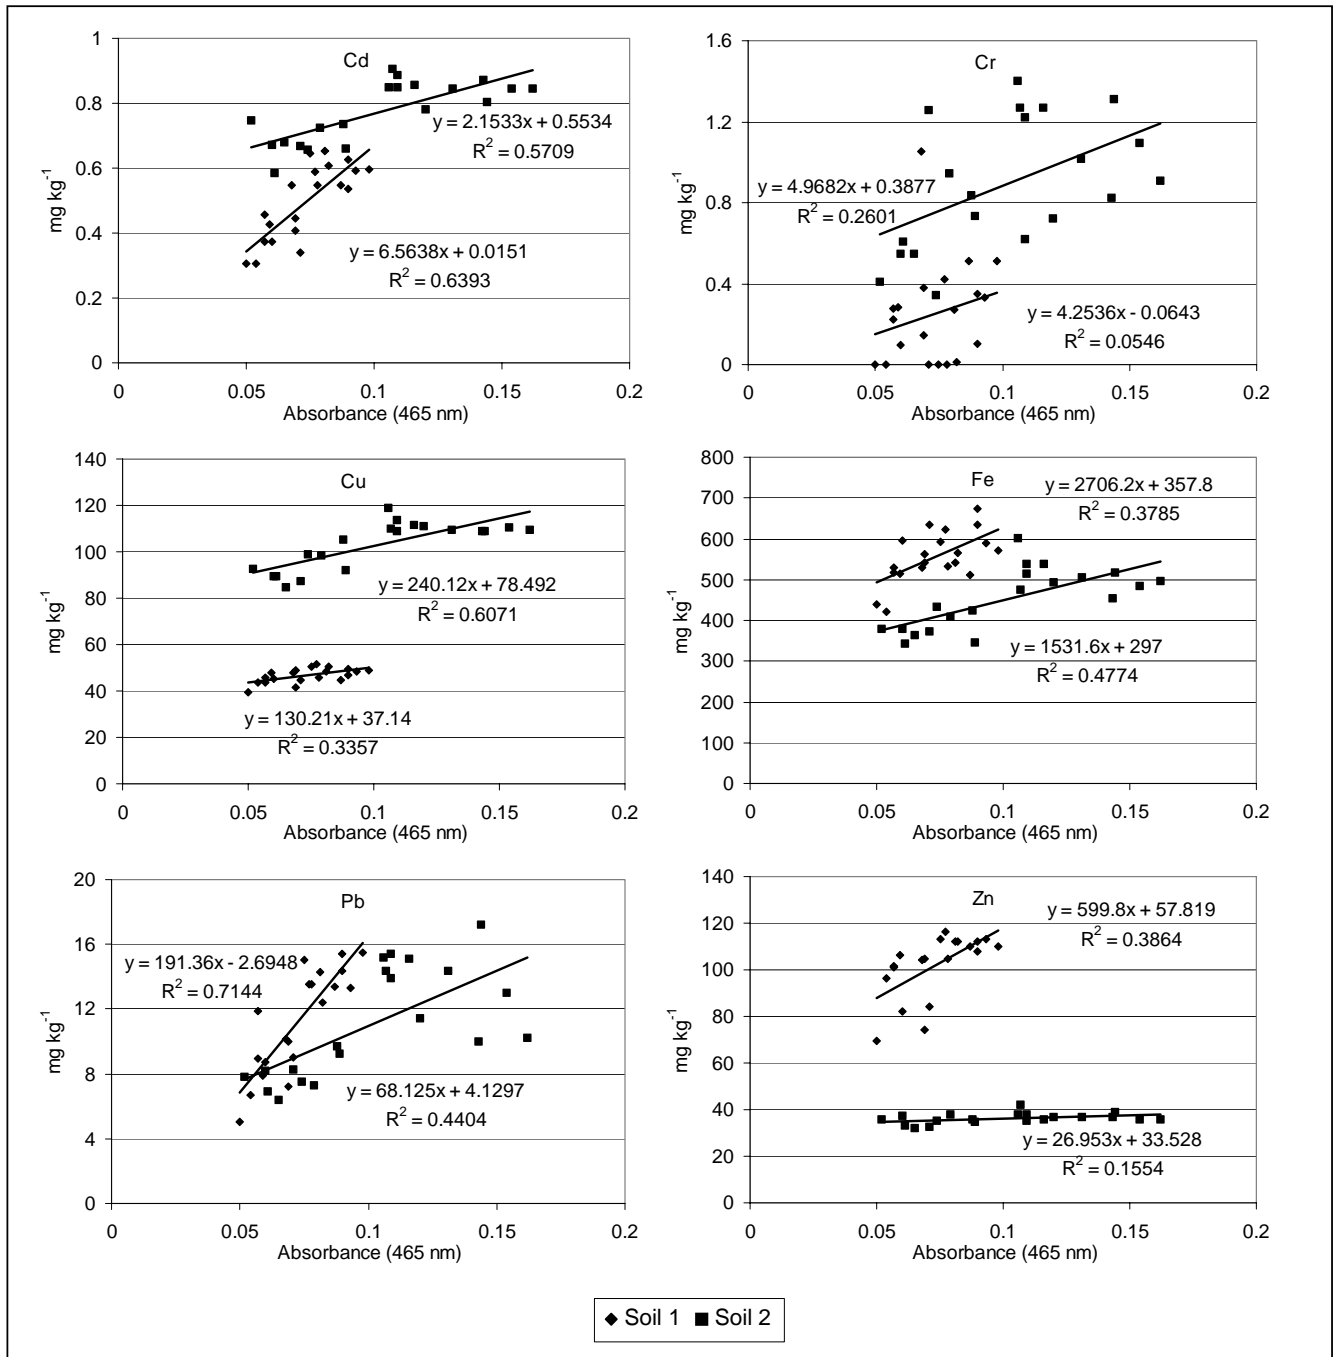 Cd
mg kg⁻¹
1
0.8
0.6
0.4
0.2
0
y = 2.1533x + 0.5534
R² = 0.5709
y = 6.5638x + 0.0151
R² = 0.6393
0 0.05 0.1 0.15 0.2
Absorbance (465 nm)
Cr
mg kg⁻¹
1.6
1.2
0.8
0.4
0
y = 4.9682x + 0.3877
R² = 0.2601
y = 4.2536x - 0.0643
R² = 0.0546
0 0.05 0.1 0.15 0.2
Absorbance (465 nm)
Cu
mg kg⁻¹
140
120
100
80
60
40
20
0
y = 240.12x + 78.492
R² = 0.6071
y = 130.21x + 37.14
R² = 0.3357
0 0.05 0.1 0.15 0.2
Absorbance (465 nm)
Fe
mg kg⁻¹
800
700
600
500
400
300
200
100
0
y = 2706.2x + 357.8
R² = 0.3785
y = 1531.6x + 297
R² = 0.4774
0 0.05 0.1 0.15 0.2
Absorbance (465 nm)
Pb
mg kg⁻¹
20
16
12
8
4
0
y = 191.36x - 2.6948
R² = 0.7144
y = 68.125x + 4.1297
R² = 0.4404
0 0.05 0.1 0.15 0.2
Absorbance (465 nm)
Zn
mg kg⁻¹
140
120
100
80
60
40
20
0
y = 599.8x + 57.819
R² = 0.3864
y = 26.953x + 33.528
R² = 0.1554
0 0.05 0.1 0.15 0.2
Absorbance (465 nm)
Soil 1 Soil 2